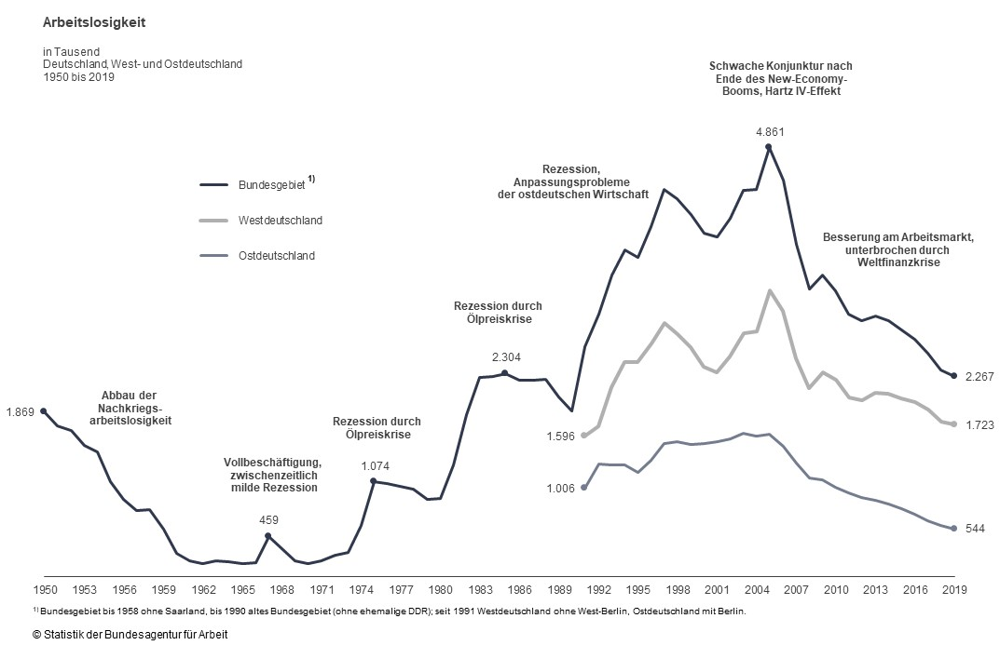 Arbeitslosigkeit
in Tausend
Deutschland, West- und Ostdeutschland
1950 bis 2019
Schwache Konjunktur nach
Ende des New-Economy-
Booms, Hartz IV-Effekt
4.861
Rezession,
Anpassungsprobleme
der ostdeutschen Wirtschaft
Bundesgebiet 1)
Westdeutschland
Ostdeutschland
Besserung am Arbeitsmarkt,
unterbrochen durch
Weltfinanzkrise
Rezession durch
Ölpreiskrise
2.304
2.267
Abbau der
Nachkriegs-
arbeitslosigkeit
1.869
Rezession durch
Ölpreiskrise
1.074
1.596
1.723
Vollbeschäftigung,
zwischenzeitlich
milde Rezession
459
1.006
544
1950 1953 1956 1959 1962 1965 1968 1971 1974 1977 1980 1983 1986 1989 1992 1995 1998 2001 2004 2007 2010 2013 2016 2019
1) Bundesgebiet bis 1958 ohne Saarland, bis 1990 altes Bundesgebiet (ohne ehemalige DDR); seit 1991 Westdeutschland ohne West-Berlin, Ostdeutschland mit Berlin.
© Statistik der Bundesagentur für Arbeit